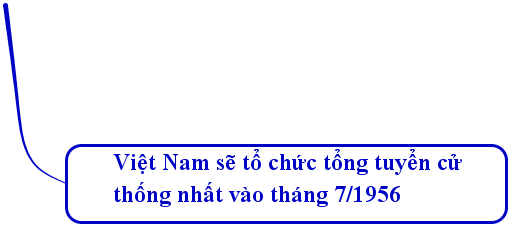 Việt Nam sẽ tổ chức tổng tuyển cử
thống nhất vào tháng 7/1956